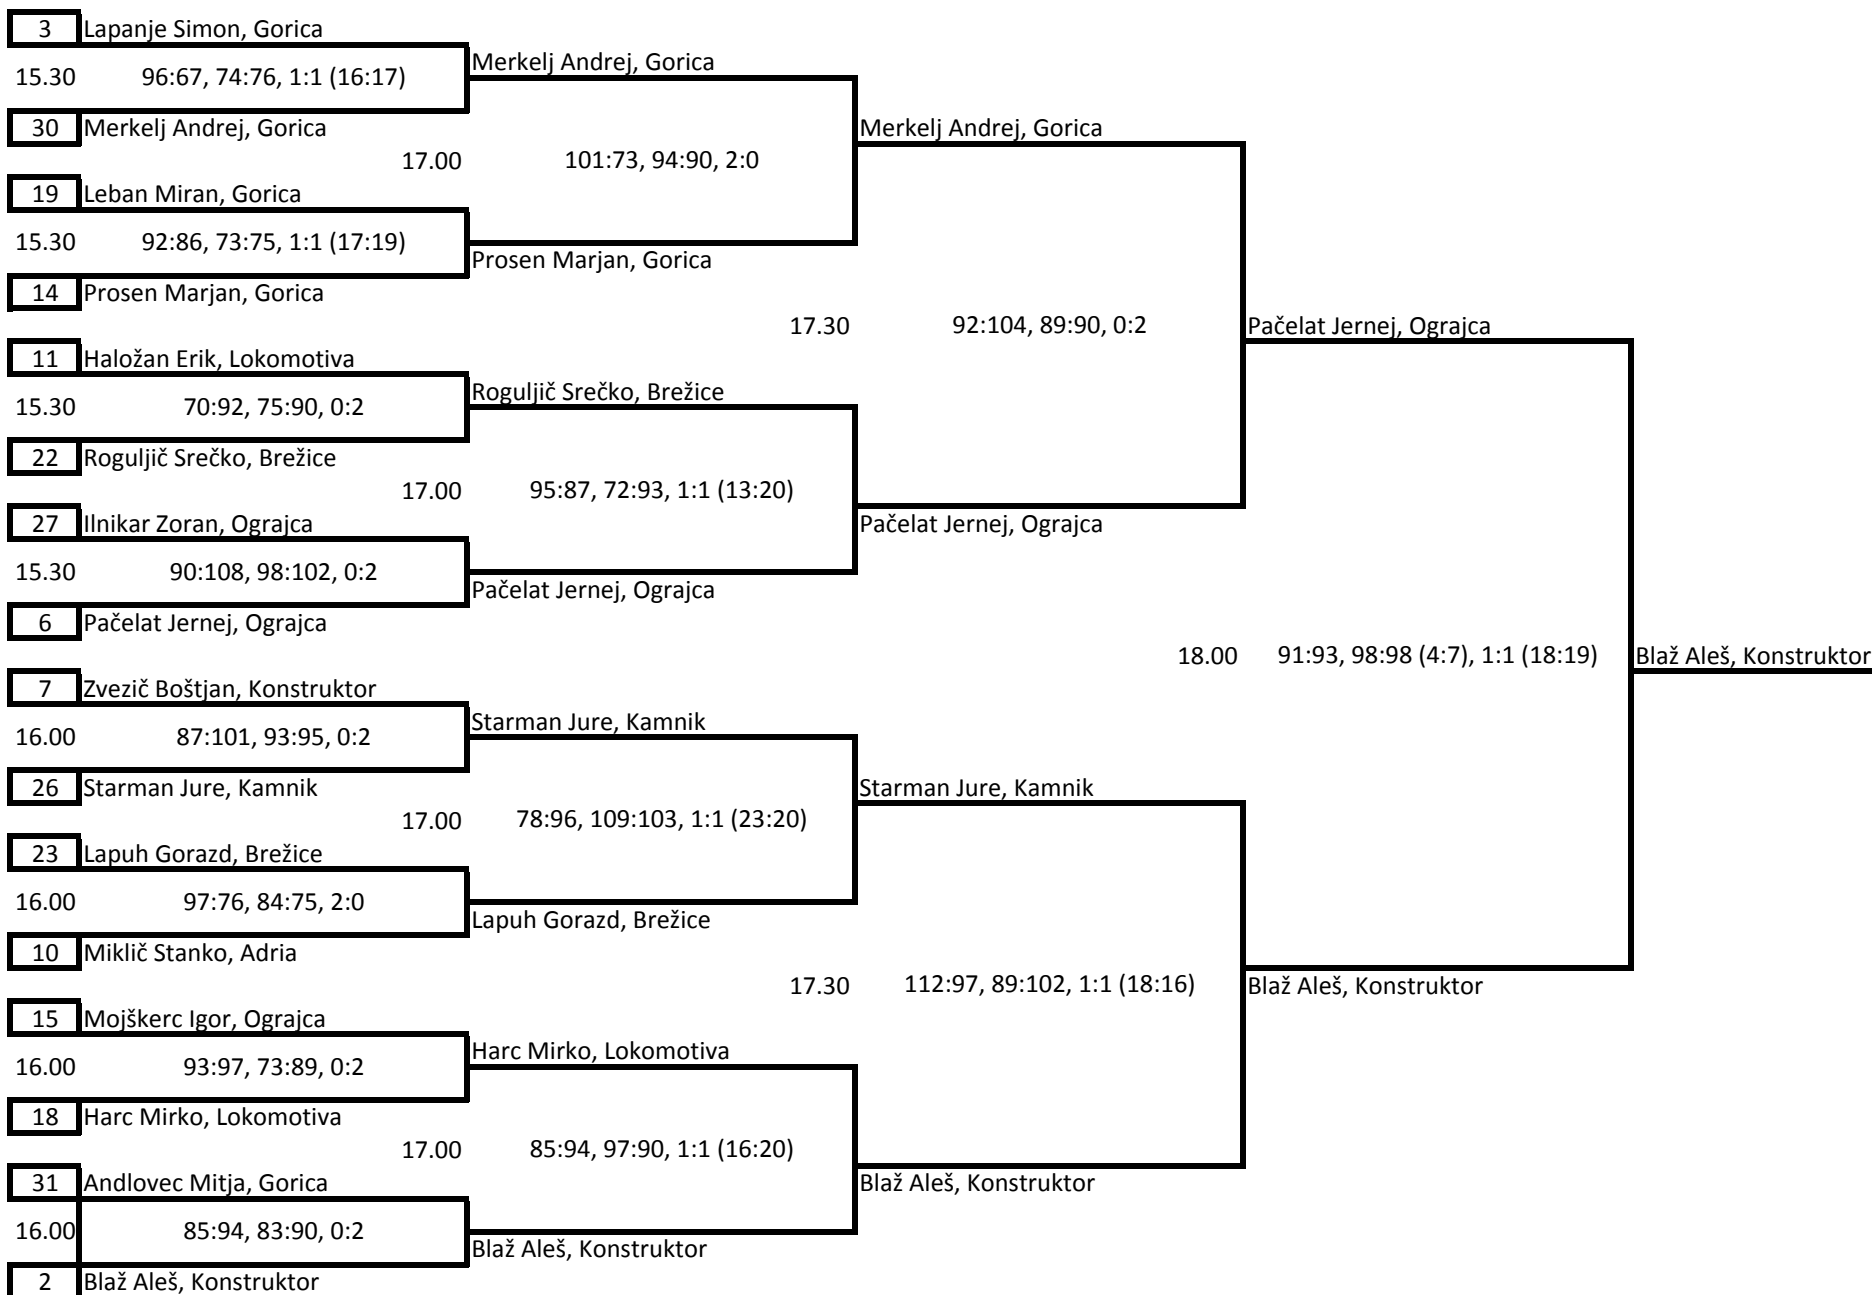 3 Lapanje Simon, Gorica
Merkelj Andrej, Gorica
15.30 96:67, 74:76, 1:1 (16:17)
30 Merkelj Andrej, Gorica
Merkelj Andrej, Gorica
17.00 101:73, 94:90, 2:0
19 Leban Miran, Gorica
15.30 92:86, 73:75, 1:1 (17:19)
Prosen Marjan, Gorica
14 Prosen Marjan, Gorica
17.30 92:104, 89:90, 0:2
Pačelat Jernej, Ograjca
11 Haložan Erik, Lokomotiva
Roguljič Srečko, Brežice
15.30 70:92, 75:90, 0:2
22 Roguljič Srečko, Brežice
17.00 95:87, 72:93, 1:1 (13:20)
27 Ilnikar Zoran, Ograjca
Pačelat Jernej, Ograjca
15.30 90:108, 98:102, 0:2
Pačelat Jernej, Ograjca
6 Pačelat Jernej, Ograjca
18.00 91:93, 98:98 (4:7), 1:1 (18:19)
Blaž Aleš, Konstruktor
7 Zvezič Boštjan, Konstruktor
Starman Jure, Kamnik
16.00 87:101, 93:95, 0:2
26 Starman Jure, Kamnik
Starman Jure, Kamnik
17.00 78:96, 109:103, 1:1 (23:20)
23 Lapuh Gorazd, Brežice
16.00 97:76, 84:75, 2:0
Lapuh Gorazd, Brežice
10 Miklič Stanko, Adria
17.30 112:97, 89:102, 1:1 (18:16)
Blaž Aleš, Konstruktor
15 Mojškerc Igor, Ograjca
Harc Mirko, Lokomotiva
16.00 93:97, 73:89, 0:2
18 Harc Mirko, Lokomotiva
17.00 85:94, 97:90, 1:1 (16:20)
31 Andlovec Mitja, Gorica
Blaž Aleš, Konstruktor
16.00 85:94, 83:90, 0:2
Blaž Aleš, Konstruktor
2 Blaž Aleš, Konstruktor